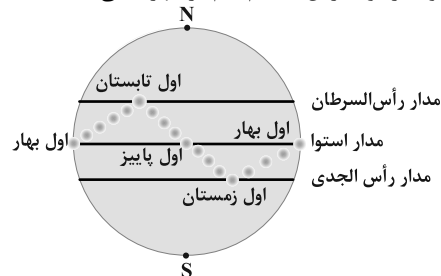 N
اول تابستان
مدار رأس‌السرطان
اول بهار
مدار استوا
اول بهار
اول پاییز
مدار رأس الجدی
اول زمستان
S